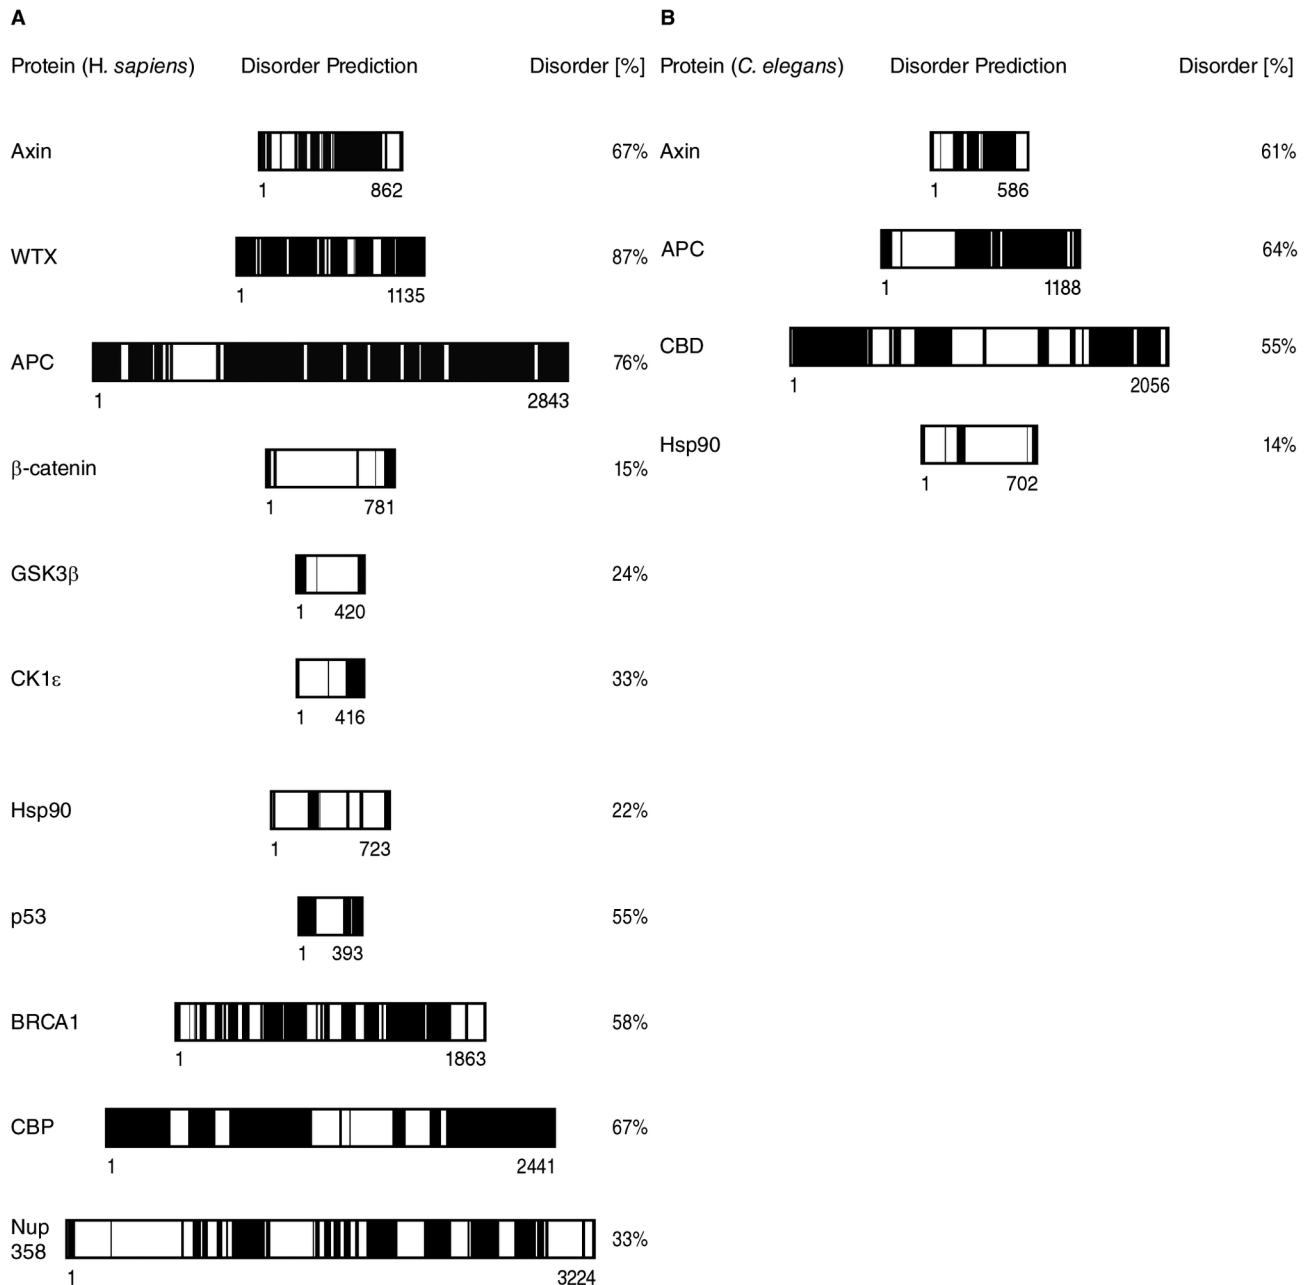 A
Protein (H. sapiens) Disorder Prediction Disorder [%]
Axin 67%
1 862
WTX 87%
1 1135
APC 76%
1 2843
β-catenin 15%
1 781
GSK3β 24%
1 420
CK1ε 33%
1 416
Hsp90 22%
1 723
p53 55%
1 393
BRCA1 58%
1 1863
CBP 67%
1 2441
Nup
358 33%
1 3224
B
Protein (C. elegans) Disorder Prediction Disorder [%]
Axin 61%
1 586
APC 64%
1 1188
CBD 55%
1 2056
Hsp90 14%
1 702